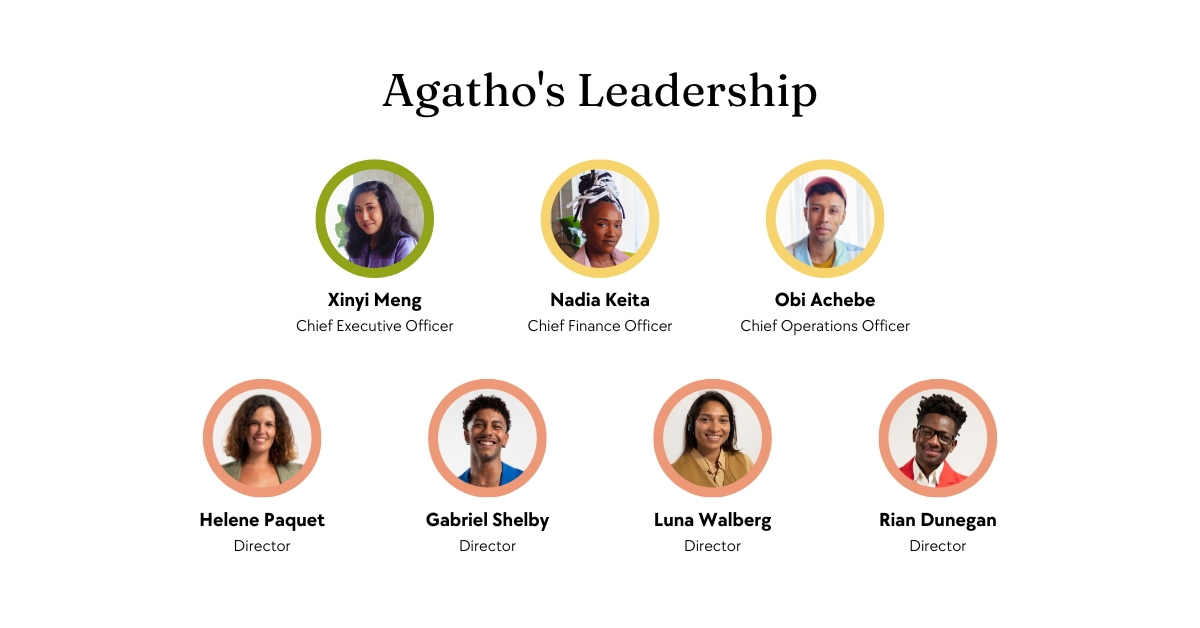 Agatho's Leadership
Xinyi Meng
Chief Executive Officer
Nadia Keita
Chief Finance Officer
Obi Achebe
Chief Operations Officer
Helene Paquet
Director
Gabriel Shelby
Director
Luna Walberg
Director
Rian Dunegan
Director